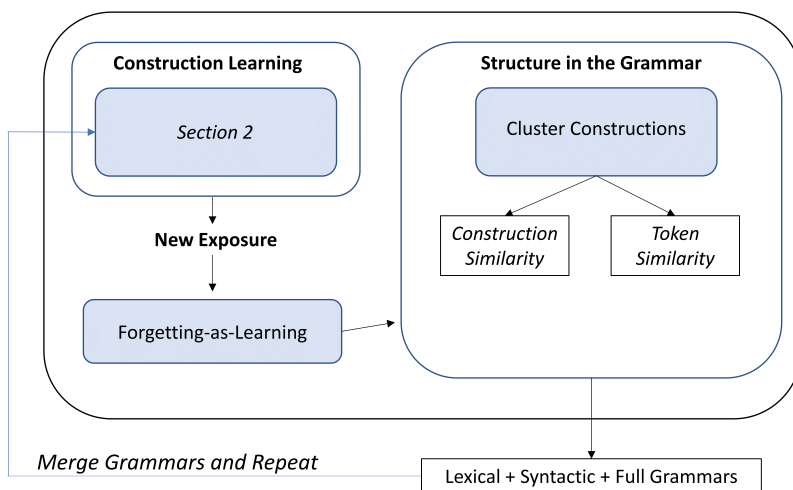 Construction Learning
Section 2
New Exposure
Forgetting-as-Learning
Structure in the Grammar
Cluster Constructions
Construction
Similarity
Token
Similarity
Merge Grammars and Repeat
Lexical + Syntactic + Full Grammars